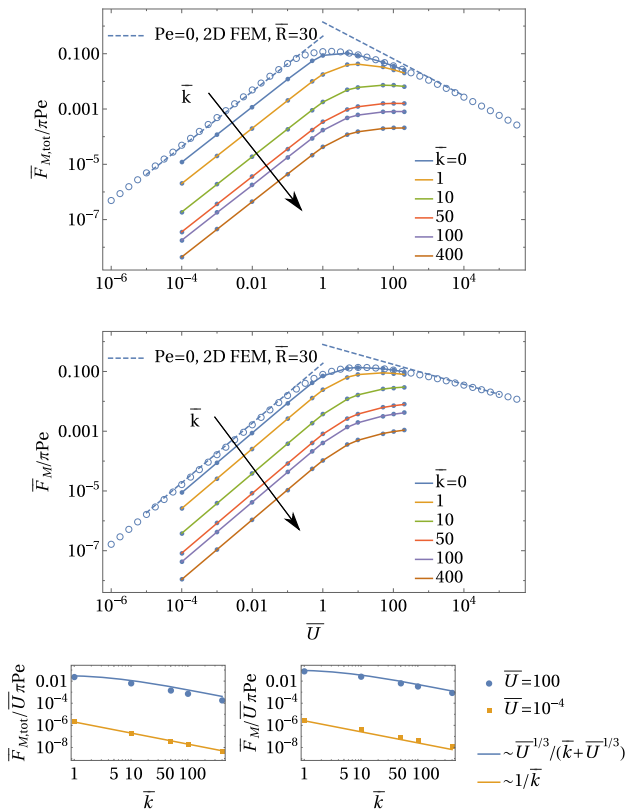 Pe=0, 2D FEM, R̅=30
F̅_{M,tot}/πPe
0.100
0.001
10⁻⁵
10⁻⁷
k̅
k̅=0
1
10
50
100
400
10⁻⁶ 10⁻⁴ 0.01 1 100 10⁴
Pe=0, 2D FEM, R̅=30
F̅_M/πPe
0.100
0.001
10⁻⁵
10⁻⁷
k̅
k̅=0
1
10
50
100
400
10⁻⁶ 10⁻⁴ 0.01 1 100 10⁴
U̅
F̅_{M,tot}/U̅πPe
0.01
10⁻⁴
10⁻⁶
10⁻⁸
1 5 10 50 100
k̅
F̅_M/U̅πPe
0.01
10⁻⁴
10⁻⁶
10⁻⁸
1 5 10 50 100
k̅
U̅=100
U̅=10⁻⁴
~U̅^{1/3}/(k̅+U̅^{1/3})
~1/k̅